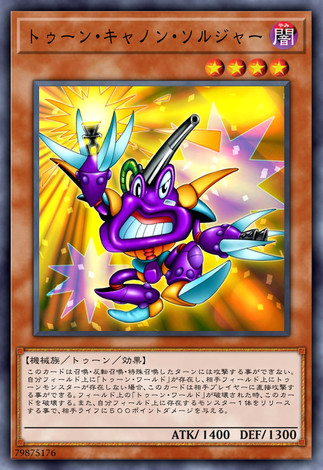 トゥーン・キャノン・ソルジャー
闇
やみ
【機械族／トゥーン／効果】
このカードは召喚・反転召喚・特殊召喚したターンには攻撃する事ができない。
自分フィールド上に「トゥーン・ワールド」が存在し、相手フィールド上にトゥ
ーンモンスターが存在しない場合、このカードは相手プレイヤーに直接攻撃す
る事ができる。フィールド上の「トゥーン・ワールド」が破壊された時、このカー
ドを破壊する。また、自分フィールド上に存在するモンスター１体をリリース
する事で、相手ライフに５００ポイントダメージを与える。
ATK/ 1400 DEF/ 1300
79875176